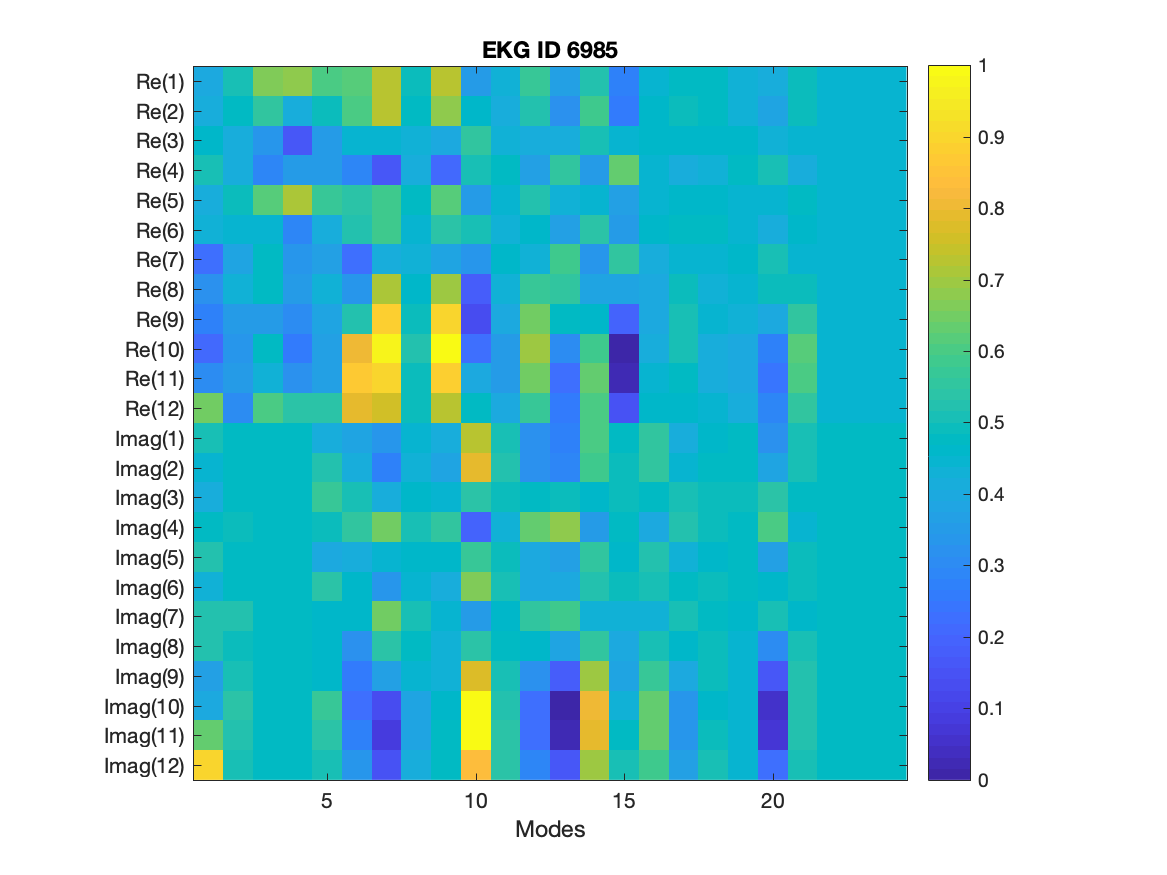 EKG ID 6985
Re(1)
Re(2)
Re(3)
Re(4)
Re(5)
Re(6)
Re(7)
Re(8)
Re(9)
Re(10)
Re(11)
Re(12)
Imag(1)
Imag(2)
Imag(3)
Imag(4)
Imag(5)
Imag(6)
Imag(7)
Imag(8)
Imag(9)
Imag(10)
Imag(11)
Imag(12)
5 10 15 20
Modes
1
0.9
0.8
0.7
0.6
0.5
0.4
0.3
0.2
0.1
0